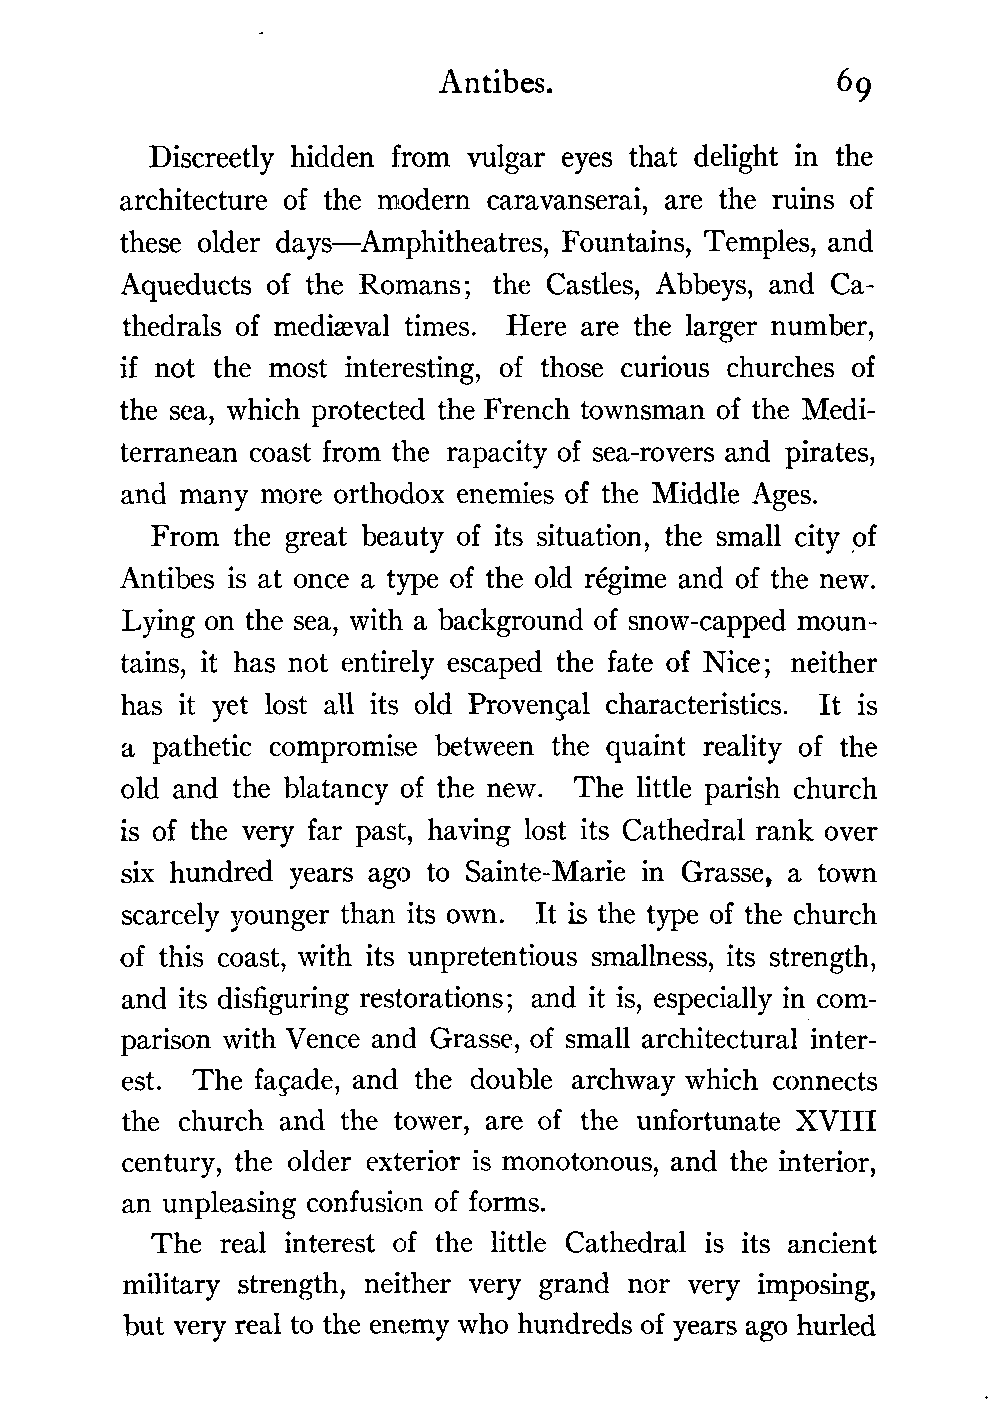 Antibes. 69
Discreetly hidden from vulgar eyes that delight in the
architecture of the modern caravanserai, are the ruins of
these older days—Amphitheatres, Fountains, Temples, and
Aqueducts of the Romans; the Castles, Abbeys, and Ca-
thedrals of mediæval times. Here are the larger number,
if not the most interesting, of those curious churches of
the sea, which protected the French townsman of the Medi-
terranean coast from the rapacity of sea-rovers and pirates,
and many more orthodox enemies of the Middle Ages.
From the great beauty of its situation, the small city of
Antibes is at once a type of the old régime and of the new.
Lying on the sea, with a background of snow-capped moun-
tains, it has not entirely escaped the fate of Nice; neither
has it yet lost all its old Provençal characteristics. It is
a pathetic compromise between the quaint reality of the
old and the blatancy of the new. The little parish church
is of the very far past, having lost its Cathedral rank over
six hundred years ago to Sainte-Marie in Grasse, a town
scarcely younger than its own. It is the type of the church
of this coast, with its unpretentious smallness, its strength,
and its disfiguring restorations; and it is, especially in com-
parison with Vence and Grasse, of small architectural inter-
est. The façade, and the double archway which connects
the church and the tower, are of the unfortunate XVIII
century, the older exterior is monotonous, and the interior,
an unpleasing confusion of forms.
The real interest of the little Cathedral is its ancient
military strength, neither very grand nor very imposing,
but very real to the enemy who hundreds of years ago hurled